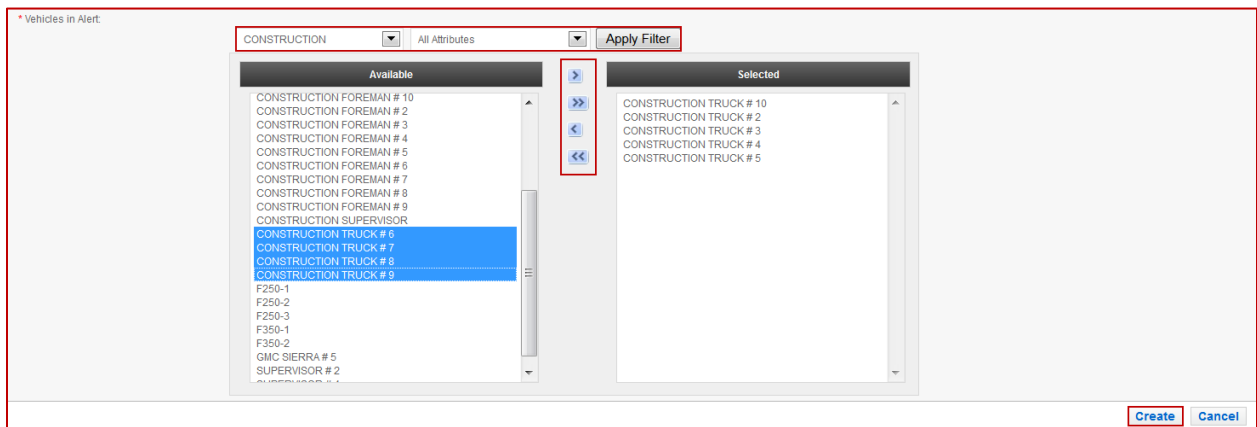 * Vehicles in Alert:
CONSTRUCTION All Attributes Apply Filter
Available
CONSTRUCTION FOREMAN # 10
CONSTRUCTION FOREMAN # 2
CONSTRUCTION FOREMAN # 3
CONSTRUCTION FOREMAN # 4
CONSTRUCTION FOREMAN # 5
CONSTRUCTION FOREMAN # 6
CONSTRUCTION FOREMAN # 7
CONSTRUCTION FOREMAN # 8
CONSTRUCTION FOREMAN # 9
CONSTRUCTION SUPERVISOR
CONSTRUCTION TRUCK # 6
CONSTRUCTION TRUCK # 7
CONSTRUCTION TRUCK # 8
CONSTRUCTION TRUCK # 9
F250-1
F250-2
F250-3
F350-1
F350-2
GMC SIERRA # 5
SUPERVISOR # 2
>
>>
<
<<
Selected
CONSTRUCTION TRUCK # 10
CONSTRUCTION TRUCK # 2
CONSTRUCTION TRUCK # 3
CONSTRUCTION TRUCK # 4
CONSTRUCTION TRUCK # 5
Create Cancel